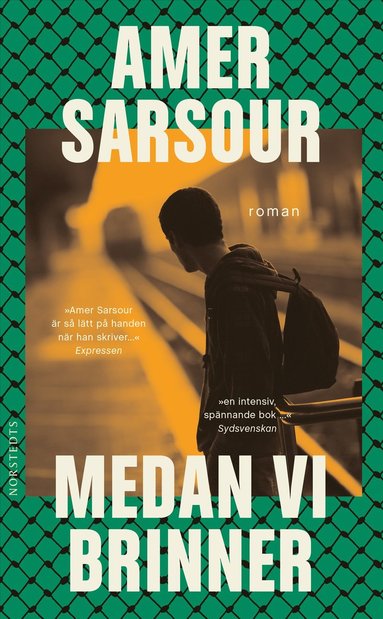 AMER
SARSOUR
roman
»Amer Sarsour
är så lätt på handen
när han skriver...«
Expressen
»en intensiv,
spännande bok ...«
Sydsvenskan
NORSTEDTS
MEDAN VI
BRINNER